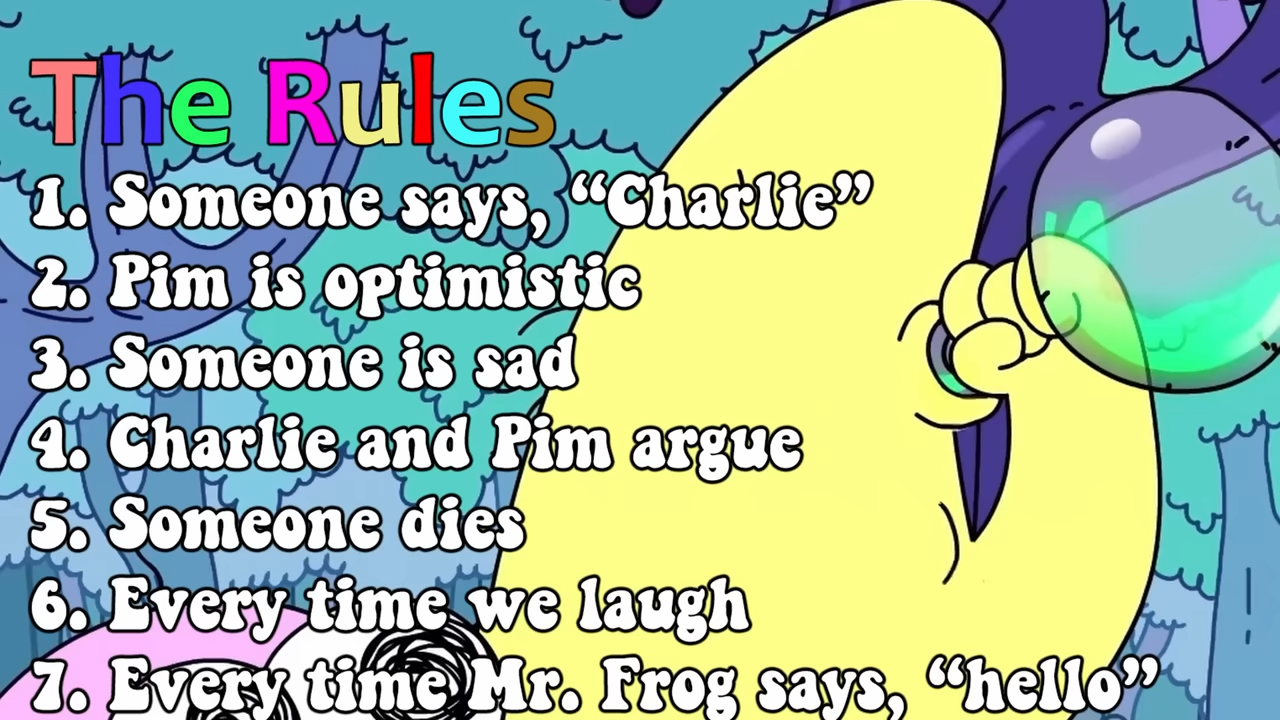 The Rules
1. Someone says, “Charlie”
2. Pim is optimistic
3. Someone is sad
4. Charlie and Pim argue
5. Someone dies
6. Every time we laugh
7. Every time Mr. Frog says, “hello”